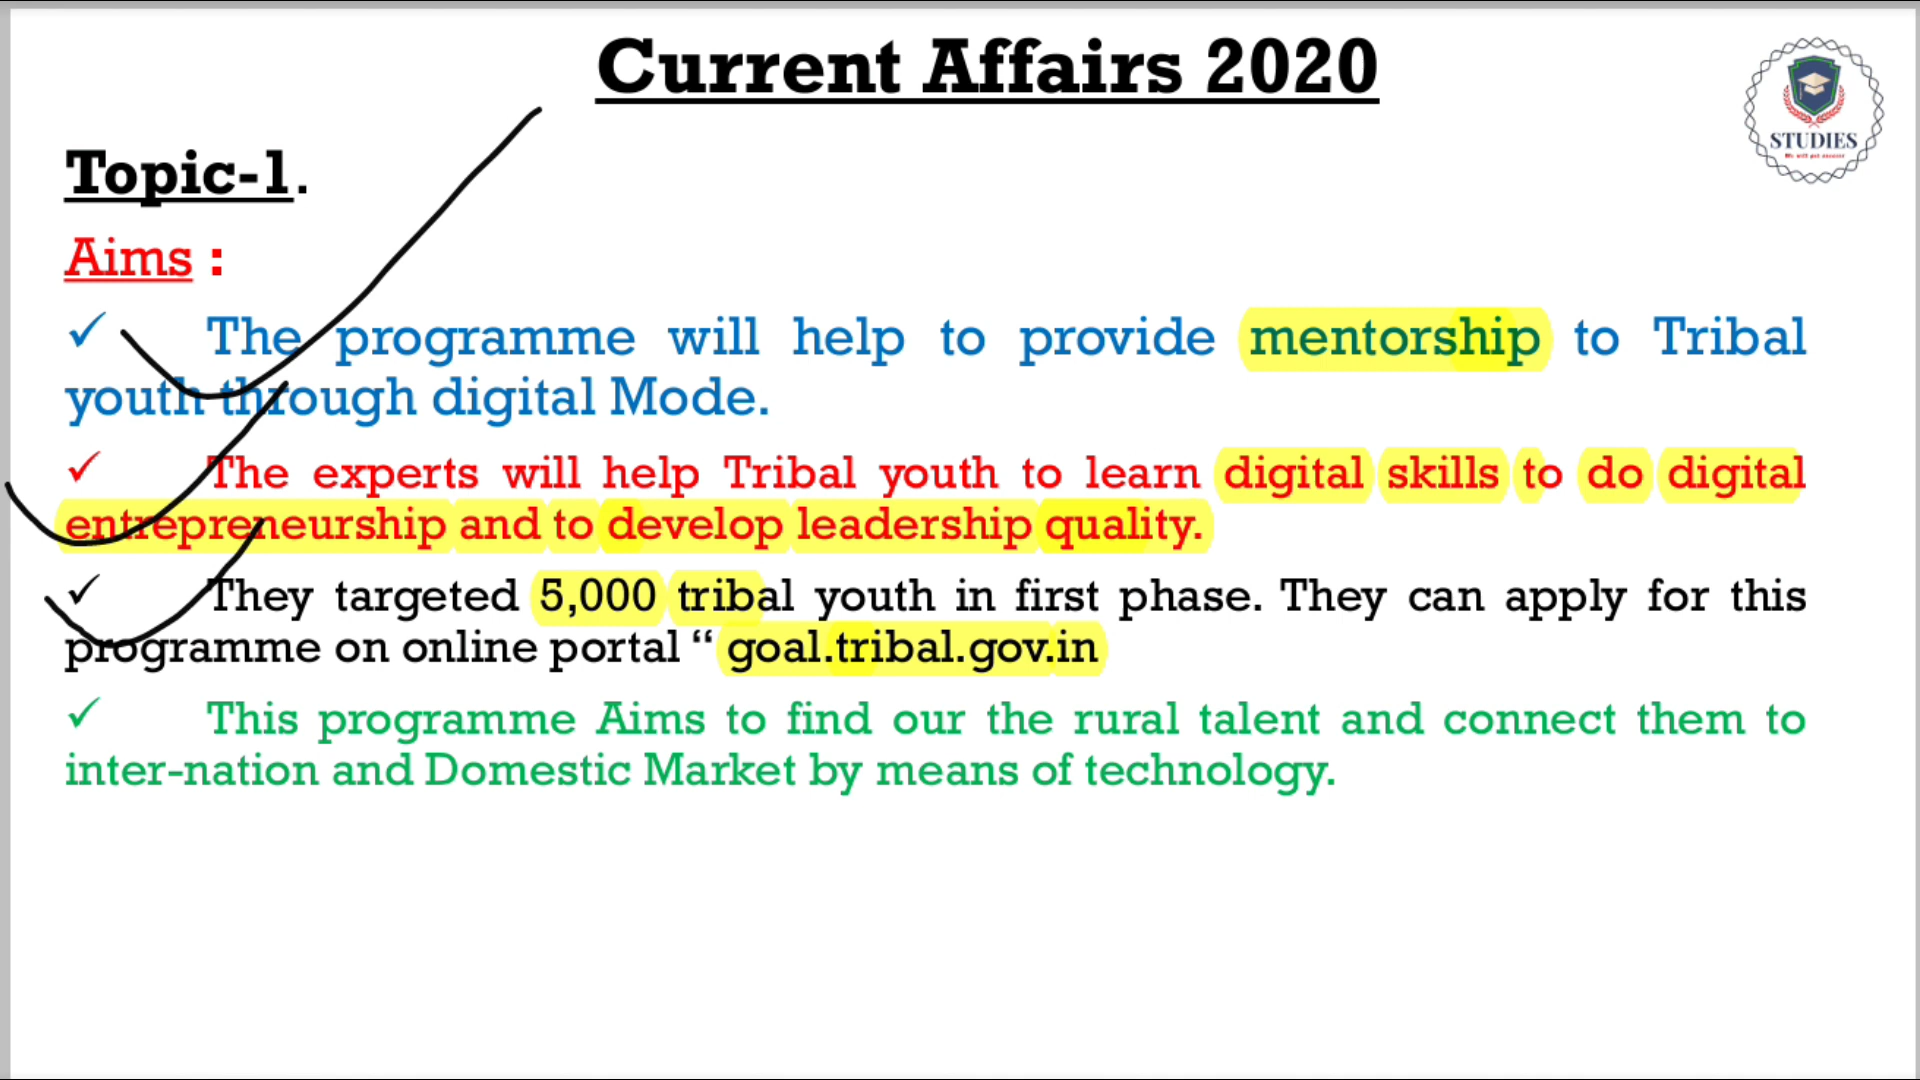 Current Affairs 2020
STUDIES
Topic-1.
Aims :
✓ The programme will help to provide mentorship to Tribal
youth through digital Mode.
✓ The experts will help Tribal youth to learn digital skills to do digital
entrepreneurship and to develop leadership quality.
✓ They targeted 5,000 tribal youth in first phase. They can apply for this
programme on online portal “ goal.tribal.gov.in
✓ This programme Aims to find our the rural talent and connect them to
inter-nation and Domestic Market by means of technology.